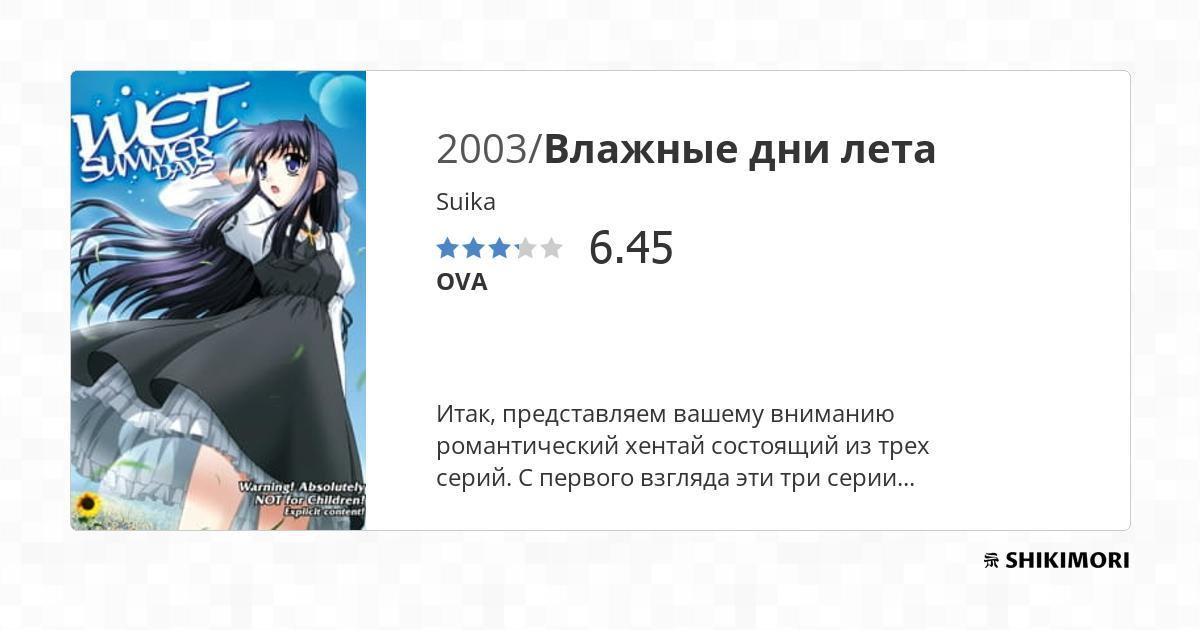 WET
SUMMER
DAYS
Warning! Absolutely
NOT for Children!
Explicit content!
2003/Влажные дни лета
Suika
6.45
OVA
Итак, представляем вашему вниманию
романтический хентай состоящий из трех
серий. С первого взгляда эти три серии...
SHIKIMORI